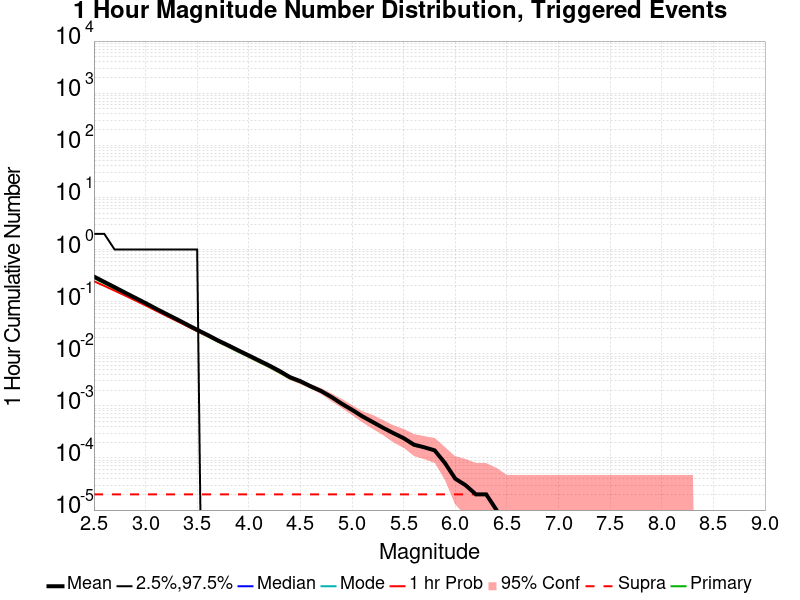 1 Hour Magnitude Number Distribution, Triggered Events
1 Hour Cumulative Number
10^4
10^3
10^2
10^1
10^0
10^-1
10^-2
10^-3
10^-4
10^-5
2.5 3.0 3.5 4.0 4.5 5.0 5.5 6.0 6.5 7.0 7.5 8.0 8.5 9.0
Magnitude
Mean 2.5%,97.5% Median Mode 1 hr Prob 95% Conf Supra Primary